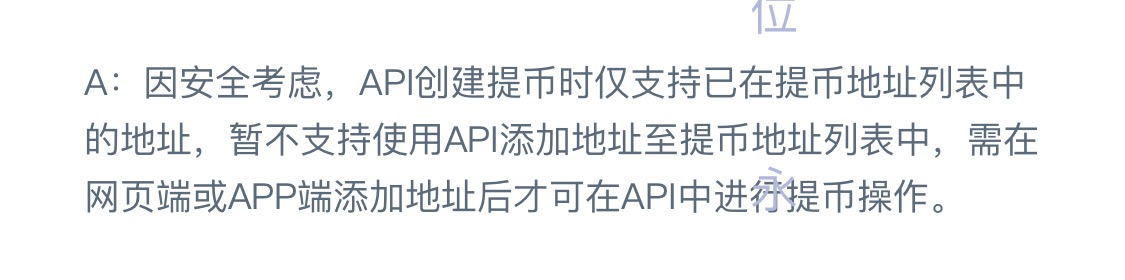 位
A：因安全考虑，API创建提币时仅支持已在提币地址列表中
的地址，暂不支持使用API添加地址至提币地址列表中，需在
网页端或APP端添加地址后才可在API中进行提币操作。
永